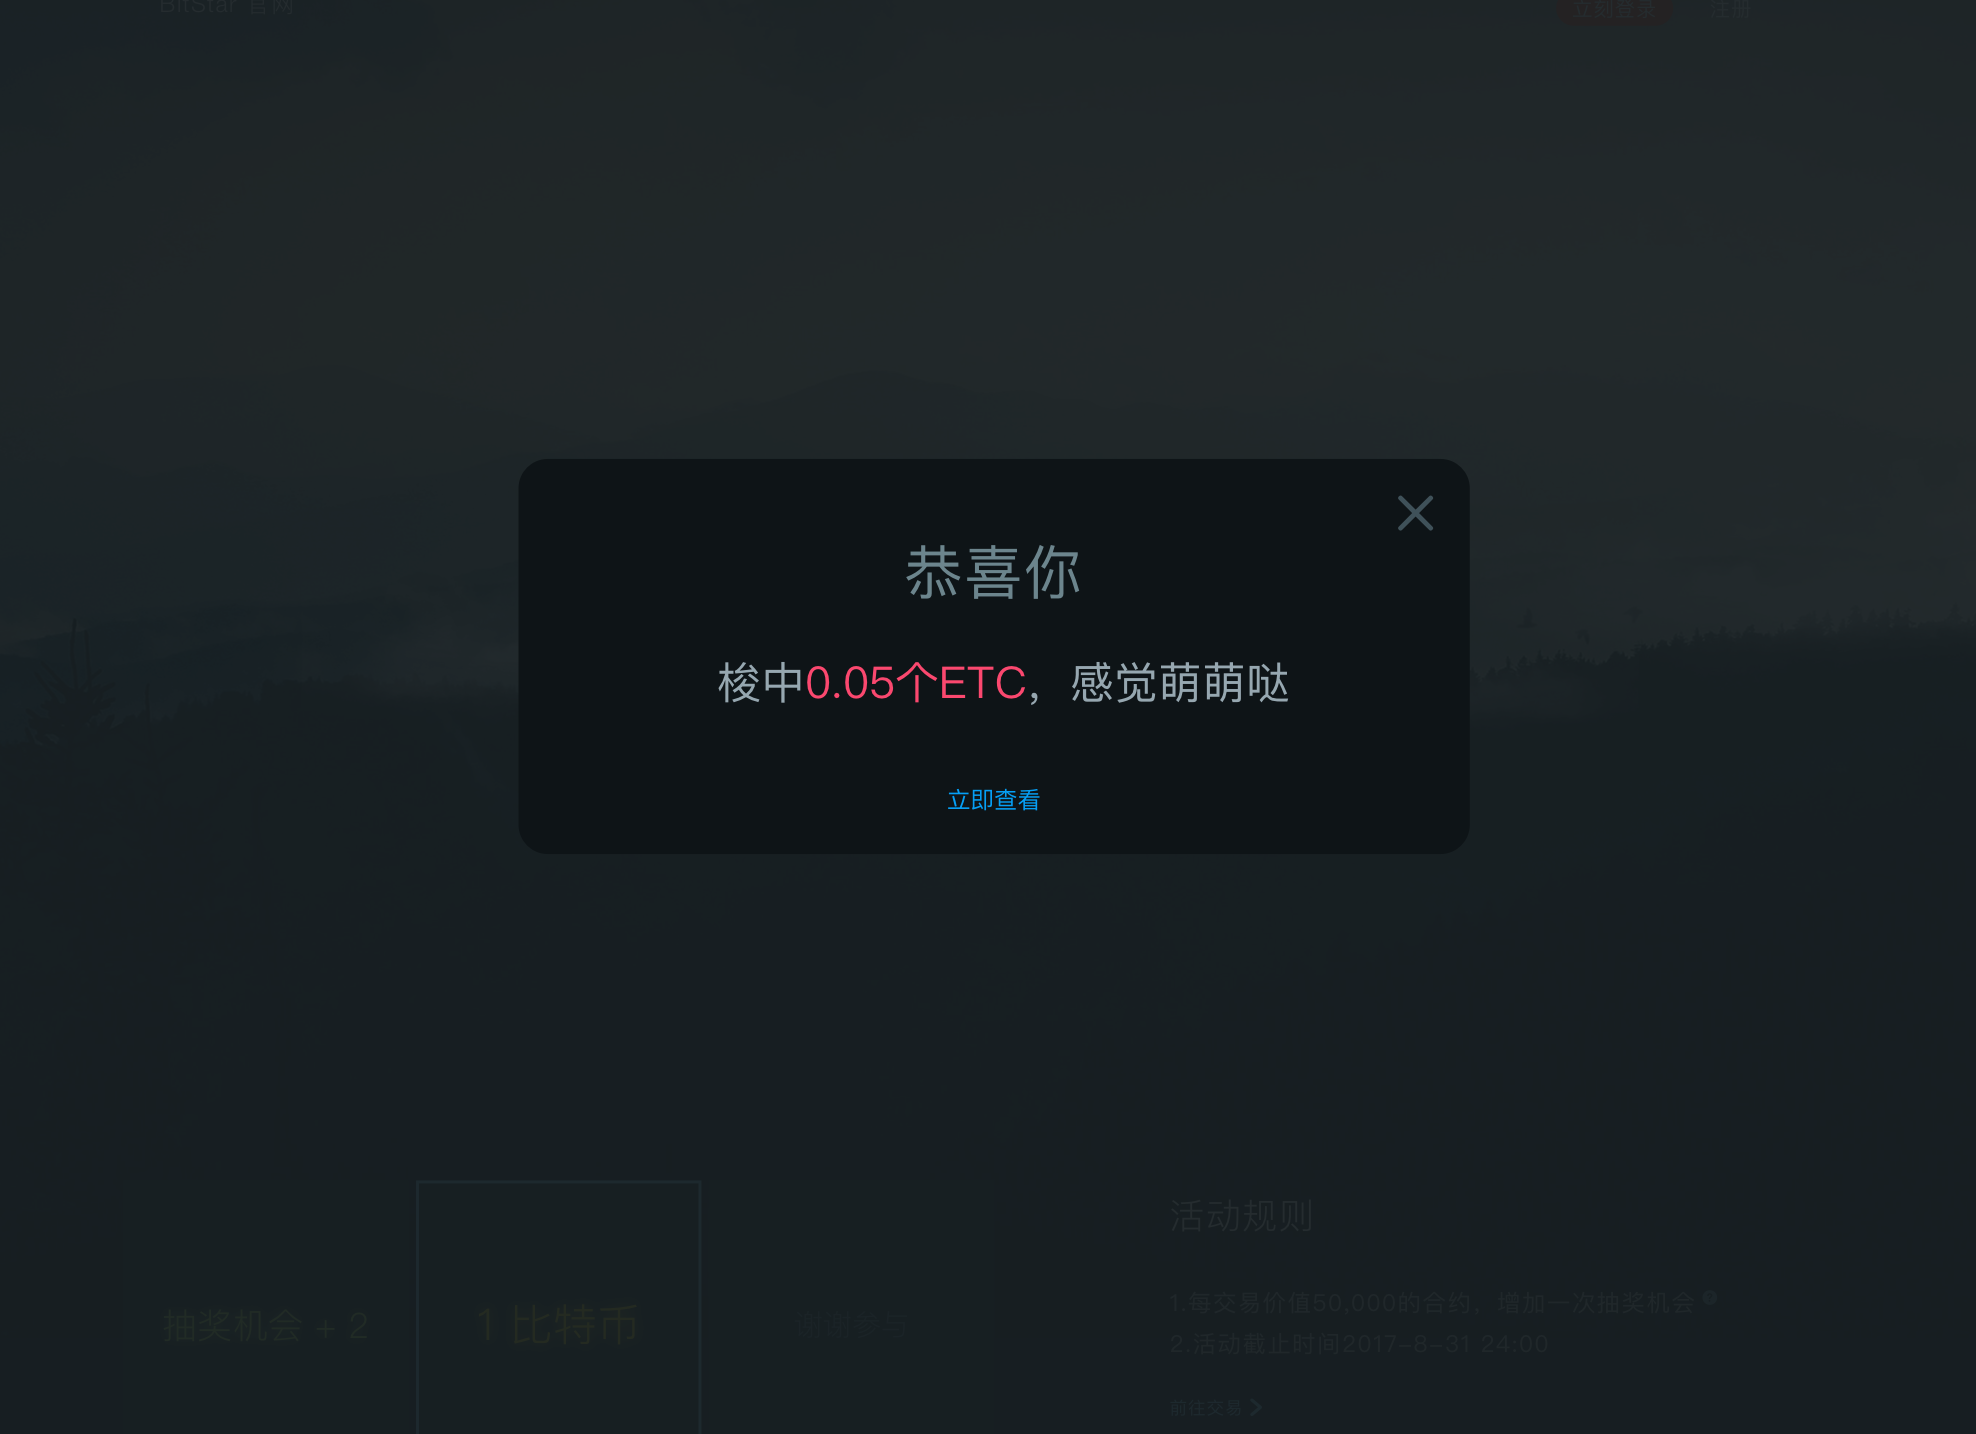 BitStar 官网
立刻登录
注册
恭喜你
梭中0.05个ETC，感觉萌萌哒
立即查看
抽奖机会 + 2
1 比特币
谢谢参与
活动规则
1.每交易价值50,000的合约，增加一次抽奖机会
2.活动截止时间2017-8-31 24:00
前往交易